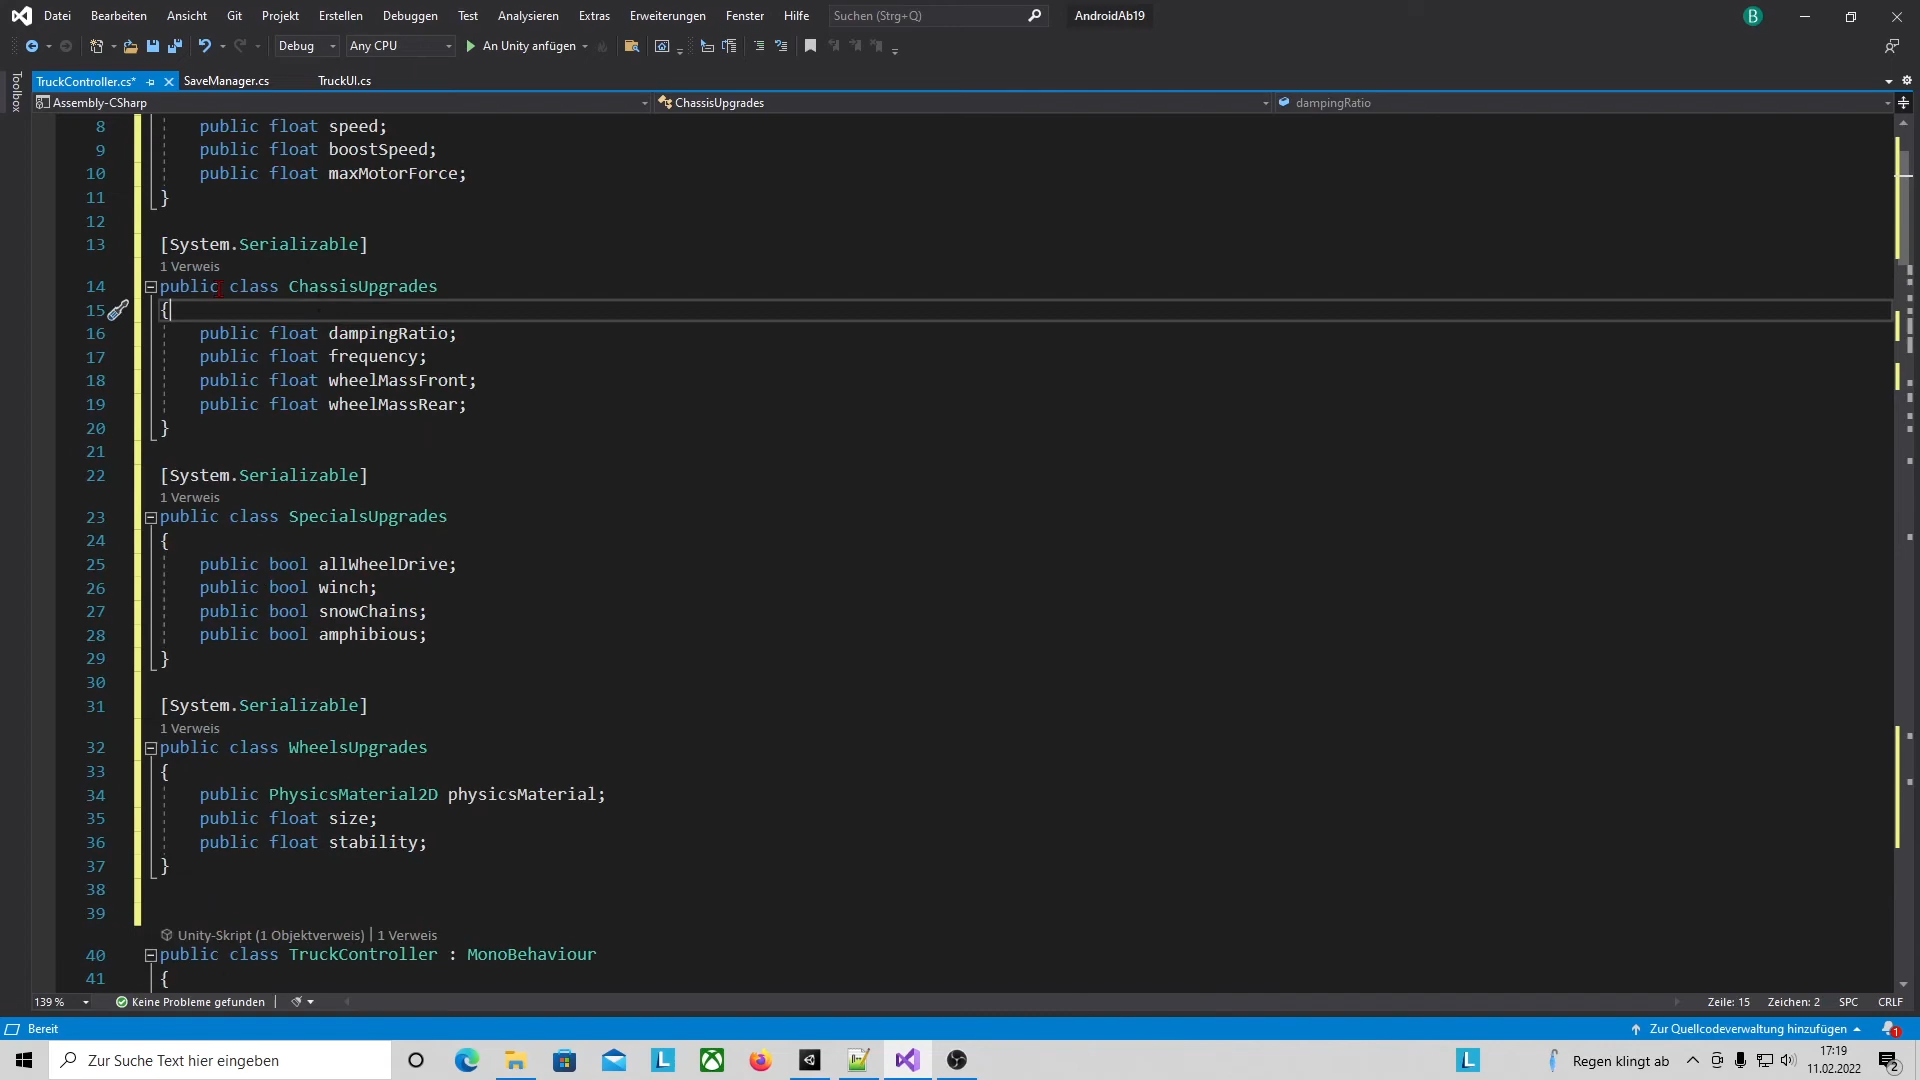 Datei Bearbeiten Ansicht Git Projekt Erstellen Debuggen Test Analysieren Extras Erweiterungen Fenster Hilfe Suchen (Strg+Q) AndroidAb19 B
Debug Any CPU An Unity anfügen
Toolbox
TruckController.cs* SaveManager.cs TruckUI.cs
Assembly-CSharp ChassisUpgrades dampingRatio
8 public float speed;
9 public float boostSpeed;
10 public float maxMotorForce;
11 }
12
13 [System.Serializable]
1 Verweis
14 public class ChassisUpgrades
15 {
16 public float dampingRatio;
17 public float frequency;
18 public float wheelMassFront;
19 public float wheelMassRear;
20 }
21
22 [System.Serializable]
1 Verweis
23 public class SpecialsUpgrades
24 {
25 public bool allWheelDrive;
26 public bool winch;
27 public bool snowChains;
28 public bool amphibious;
29 }
30
31 [System.Serializable]
1 Verweis
32 public class WheelsUpgrades
33 {
34 public PhysicsMaterial2D physicsMaterial;
35 public float size;
36 public float stability;
37 }
38
39
Unity-Skript (1 Objektverweis) | 1 Verweis
40 public class TruckController : MonoBehaviour
41 {
139 % Keine Probleme gefunden Zeile: 15 Zeichen: 2 SPC CRLF
Bereit Zur Quellcodeverwaltung hinzufügen 1
Zur Suche Text hier eingeben L L Regen klingt ab 17:19
11.02.2022 2